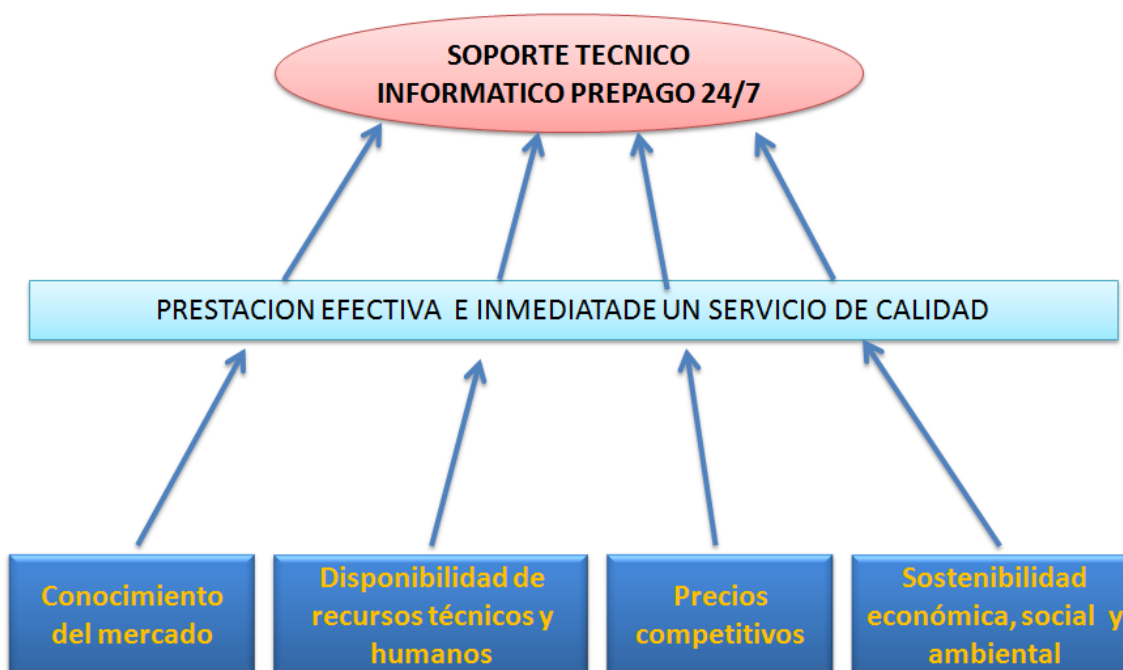 SOPORTE TECNICO
INFORMATICO PREPAGO 24/7
PRESTACION EFECTIVA E INMEDIATADE UN SERVICIO DE CALIDAD
Conocimiento
del mercado
Disponibilidad de
recursos técnicos y
humanos
Precios
competitivos
Sostenibilidad
económica, social y
ambiental